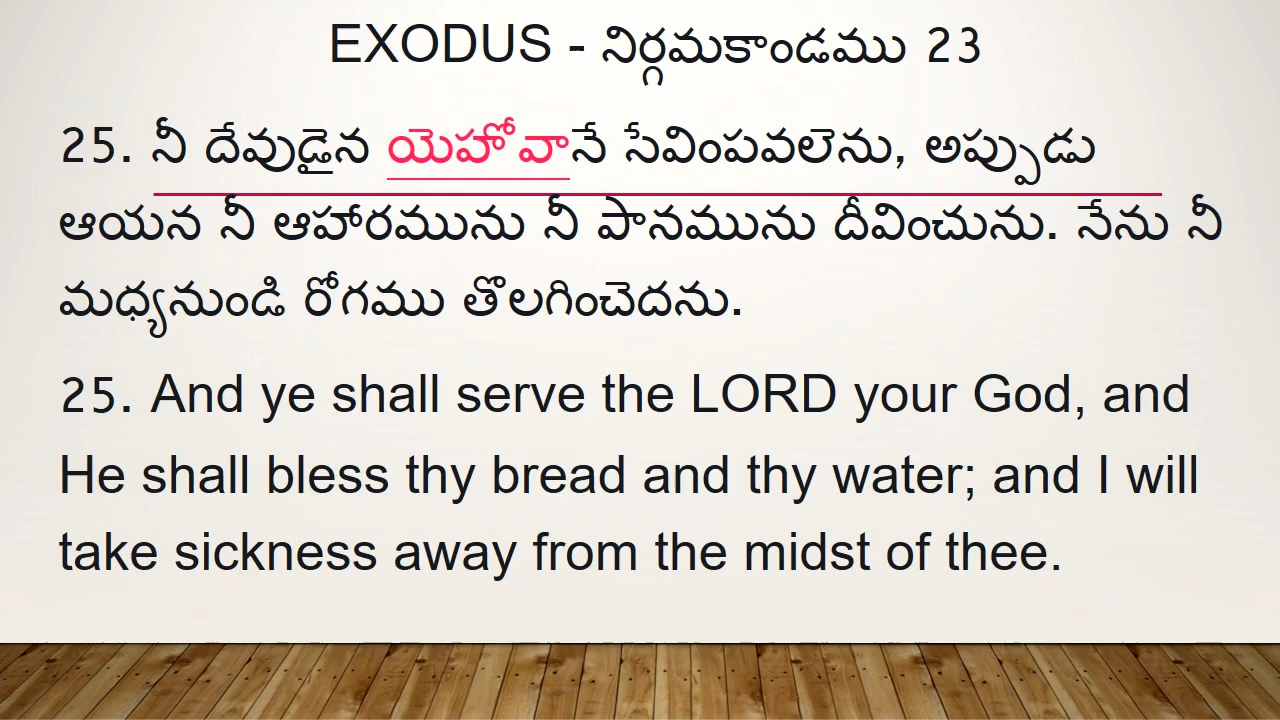 EXODUS - నిర్గమకాండము 23
25. నీ దేవుడైన యెహోవానే సేవింపవలెను, అప్పుడు
ఆయన నీ ఆహారమును నీ పానమును దీవించును. నేను నీ
మధ్యనుండి రోగము తొలగించెదను.
25. And ye shall serve the LORD your God, and
He shall bless thy bread and thy water; and I will
take sickness away from the midst of thee.